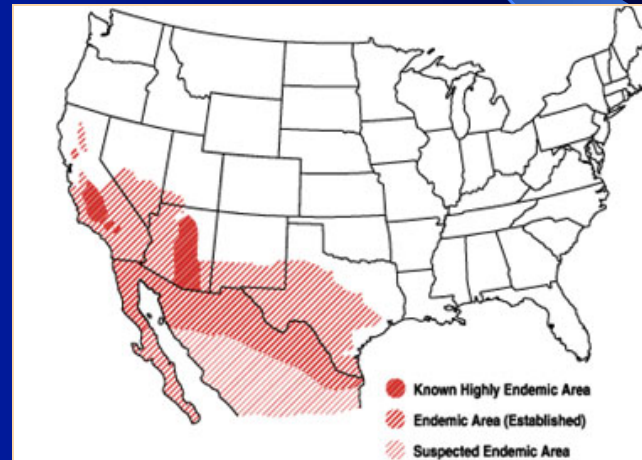 Known Highly Endemic Area
Endemic Area (Established)
Suspected Endemic Area